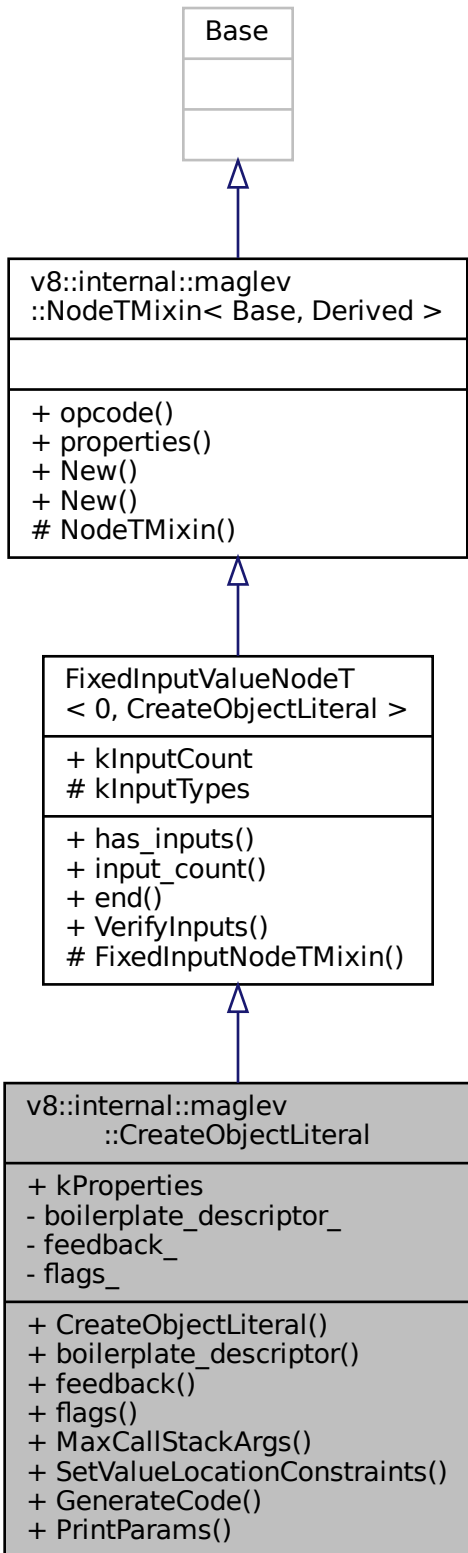 Base
v8::internal::maglev
::NodeTMixin< Base, Derived >
+ opcode()
+ properties()
+ New()
+ New()
# NodeTMixin()
FixedInputValueNodeT
< 0, CreateObjectLiteral >
+ kInputCount
# kInputTypes
+ has_inputs()
+ input_count()
+ end()
+ VerifyInputs()
# FixedInputNodeTMixin()
v8::internal::maglev
::CreateObjectLiteral
+ kProperties
- boilerplate_descriptor_
- feedback_
- flags_
+ CreateObjectLiteral()
+ boilerplate_descriptor()
+ feedback()
+ flags()
+ MaxCallStackArgs()
+ SetValueLocationConstraints()
+ GenerateCode()
+ PrintParams()